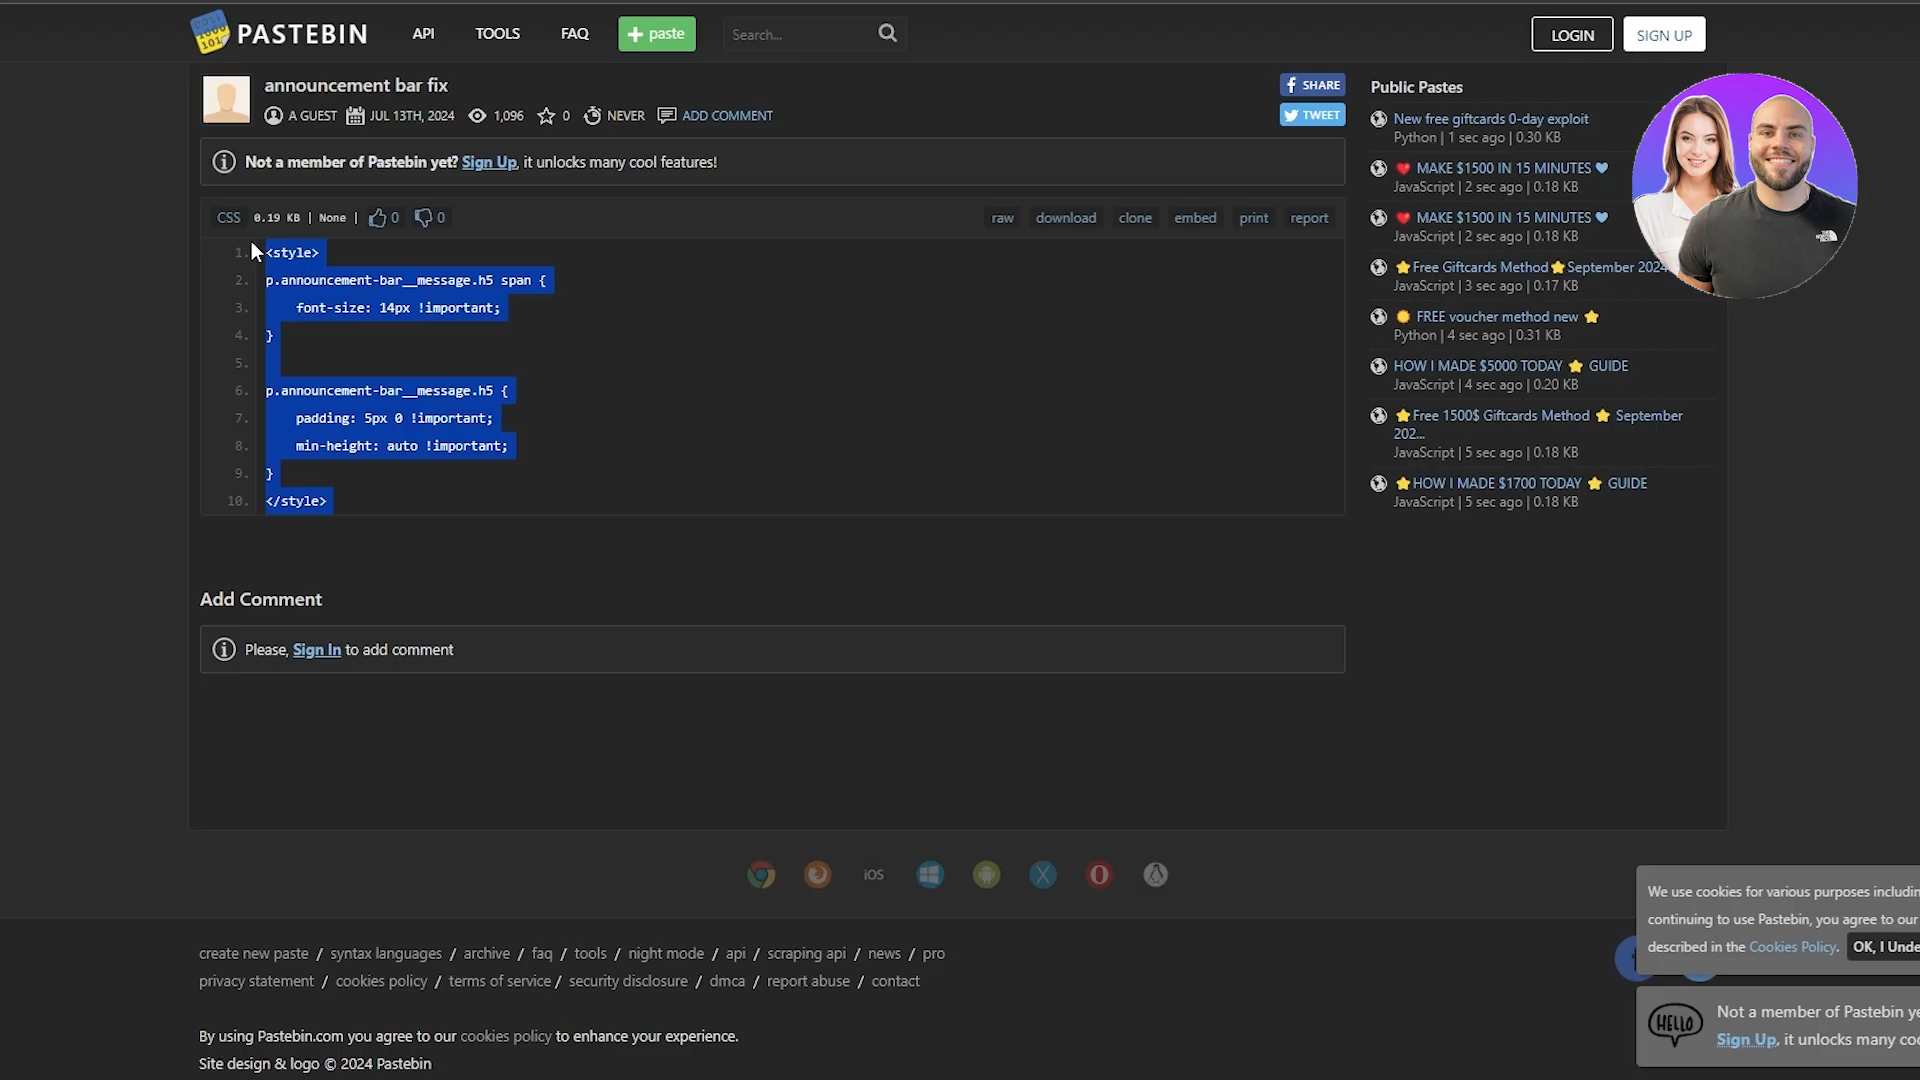 PASTEBIN
API
TOOLS
FAQ
+ paste
Search...
LOGIN
SIGN UP
announcement bar fix
A GUEST
JUL 13TH, 2024
1,096
0
NEVER
ADD COMMENT
SHARE
TWEET
Not a member of Pastebin yet? Sign Up, it unlocks many cool features!
CSS 0.19 KB | None | 0 0
raw
download
clone
embed
print
report
1. <style>
2. p.announcement-bar__message.h5 span {
3. font-size: 14px !important;
4. }
5.
6. p.announcement-bar__message.h5 {
7. padding: 5px 0 !important;
8. min-height: auto !important;
9. }
10. </style>
Add Comment
Please, Sign In to add comment
Public Pastes
New free giftcards 0-day exploit
Python | 1 sec ago | 0.30 KB
❤️ MAKE $1500 IN 15 MINUTES 💙
JavaScript | 2 sec ago | 0.18 KB
❤️ MAKE $1500 IN 15 MINUTES 💙
JavaScript | 2 sec ago | 0.18 KB
⭐Free Giftcards Method⭐September 2024
JavaScript | 3 sec ago | 0.17 KB
FREE voucher method new ⭐
Python | 4 sec ago | 0.31 KB
HOW I MADE $5000 TODAY ⭐ GUIDE
JavaScript | 4 sec ago | 0.20 KB
⭐Free 1500$ Giftcards Method ⭐ September
202...
JavaScript | 5 sec ago | 0.18 KB
⭐HOW I MADE $1700 TODAY ⭐ GUIDE
JavaScript | 5 sec ago | 0.18 KB
iOS
create new paste / syntax languages / archive / faq / tools / night mode / api / scraping api / news / pro
privacy statement / cookies policy / terms of service / security disclosure / dmca / report abuse / contact
By using Pastebin.com you agree to our cookies policy to enhance your experience.
Site design & logo © 2024 Pastebin
We use cookies for various purposes includin
continuing to use Pastebin, you agree to our
described in the Cookies Policy. OK, I Unde
HELLO
Not a member of Pastebin ye
Sign Up, it unlocks many coo